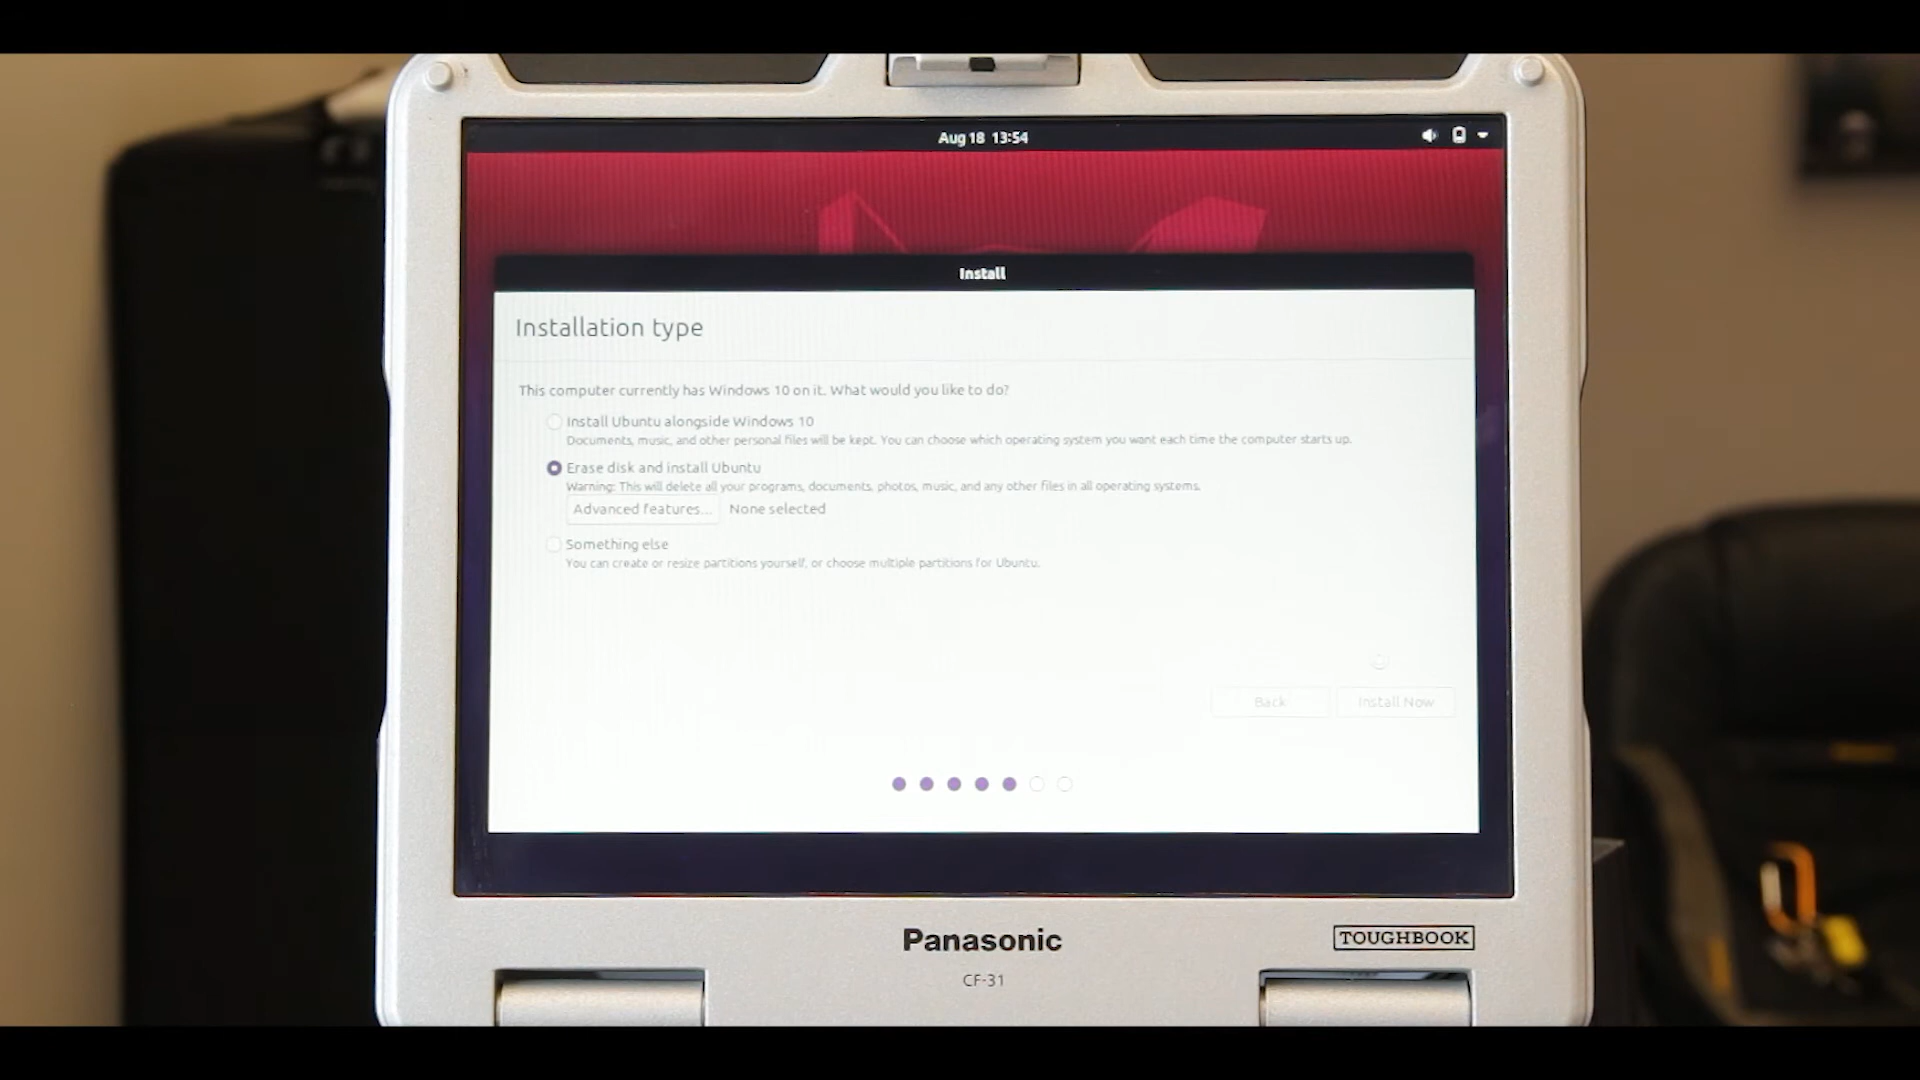 Aug 18 13:54
Install
Installation type
This computer currently has Windows 10 on it. What would you like to do?
Install Ubuntu alongside Windows 10
Documents, music, and other personal files will be kept. You can choose which operating system you want each time the computer starts up.
Erase disk and install Ubuntu
Warning: This will delete all your programs, documents, photos, music, and any other files in all operating systems.
Advanced features... None selected
Something else
You can create or resize partitions yourself, or choose multiple partitions for Ubuntu.
Back Install Now
Panasonic
TOUGHBOOK
CF-31